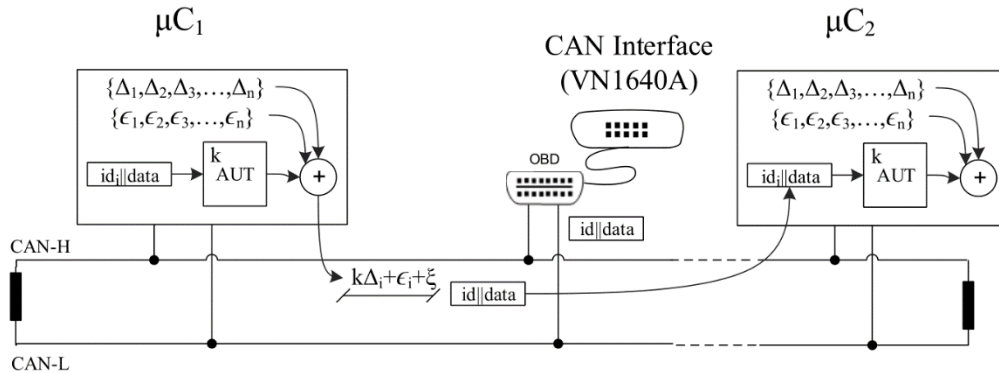 μC₁
{Δ₁,Δ₂,Δ₃,…,Δₙ}
{ϵ₁,ϵ₂,ϵ₃,…,ϵₙ}
idᵢ||data
k
AUT
+
CAN Interface
(VN1640A)
OBD
id||data
μC₂
{Δ₁,Δ₂,Δ₃,…,Δₙ}
{ϵ₁,ϵ₂,ϵ₃,…,ϵₙ}
idᵢ||data
k
AUT
+
CAN-H
kΔᵢ+ϵᵢ+ξ
id||data
CAN-L